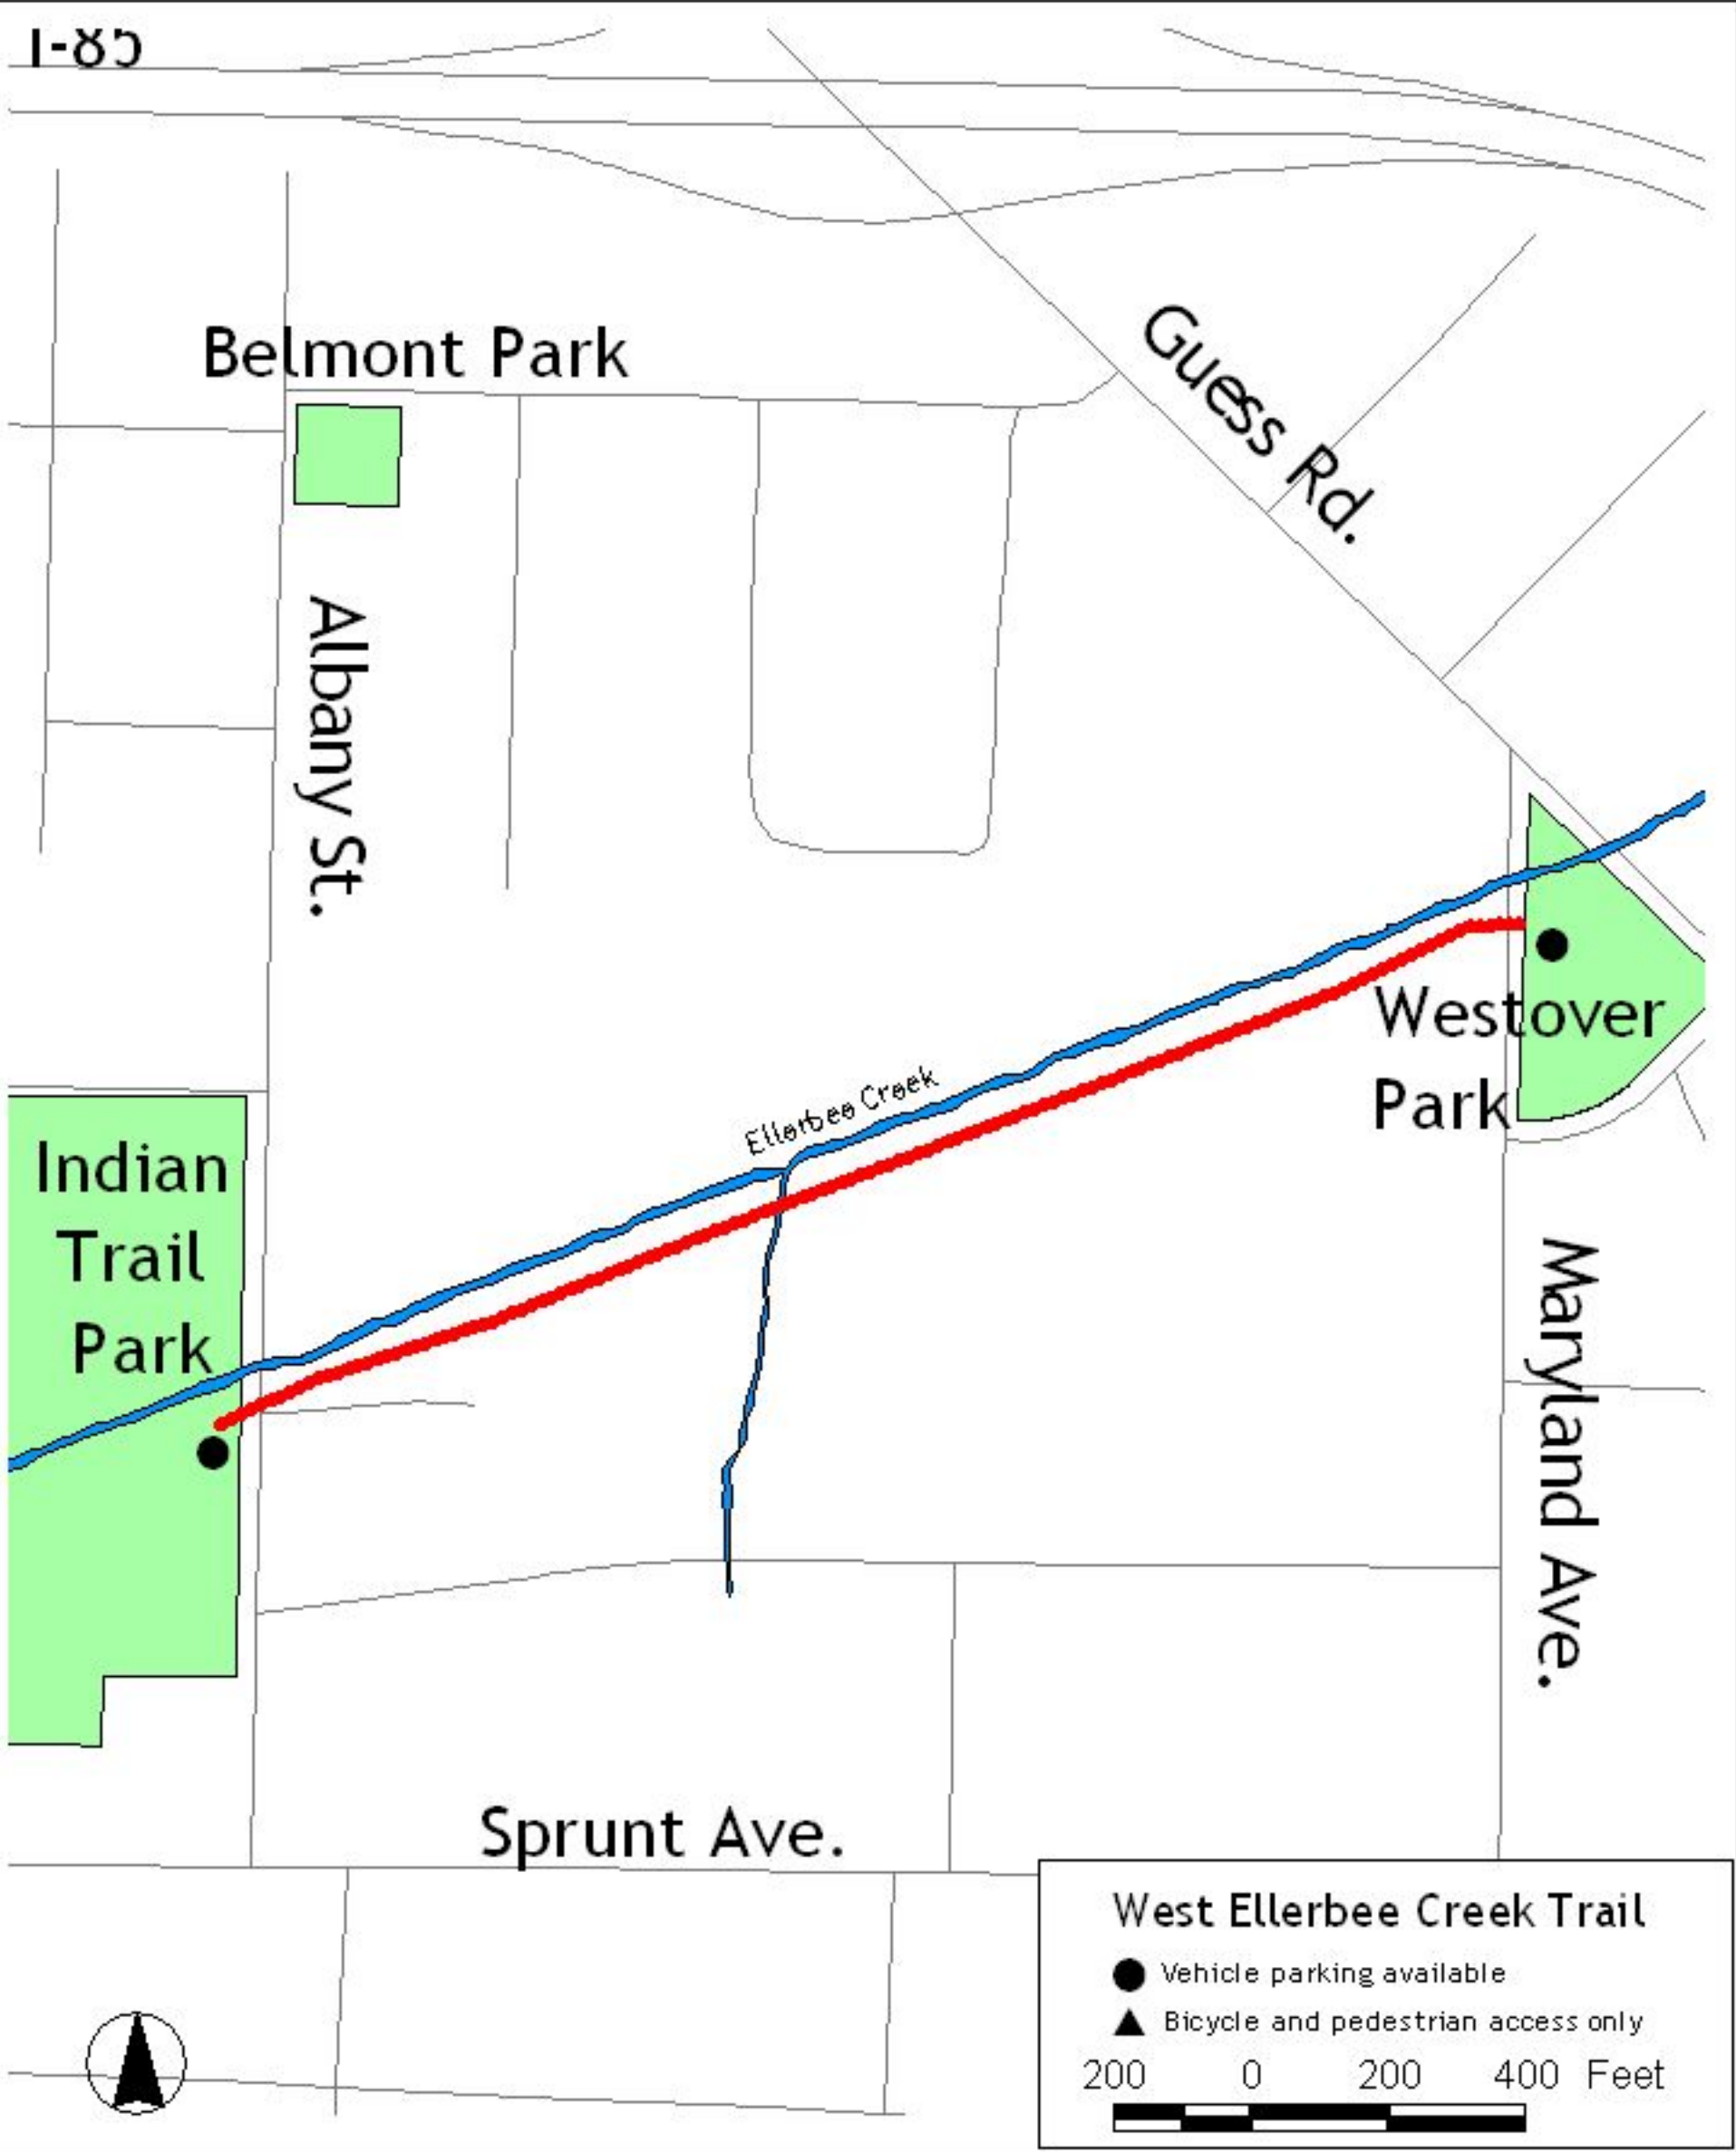 I-85
Belmont Park
Guess Rd.
Albany St.
Ellerbee Creek
Westover
Park
Indian
Trail
Park
Maryland Ave.
Sprunt Ave.
West Ellerbee Creek Trail
Vehicle parking available
Bicycle and pedestrian access only
200 0 200 400 Feet